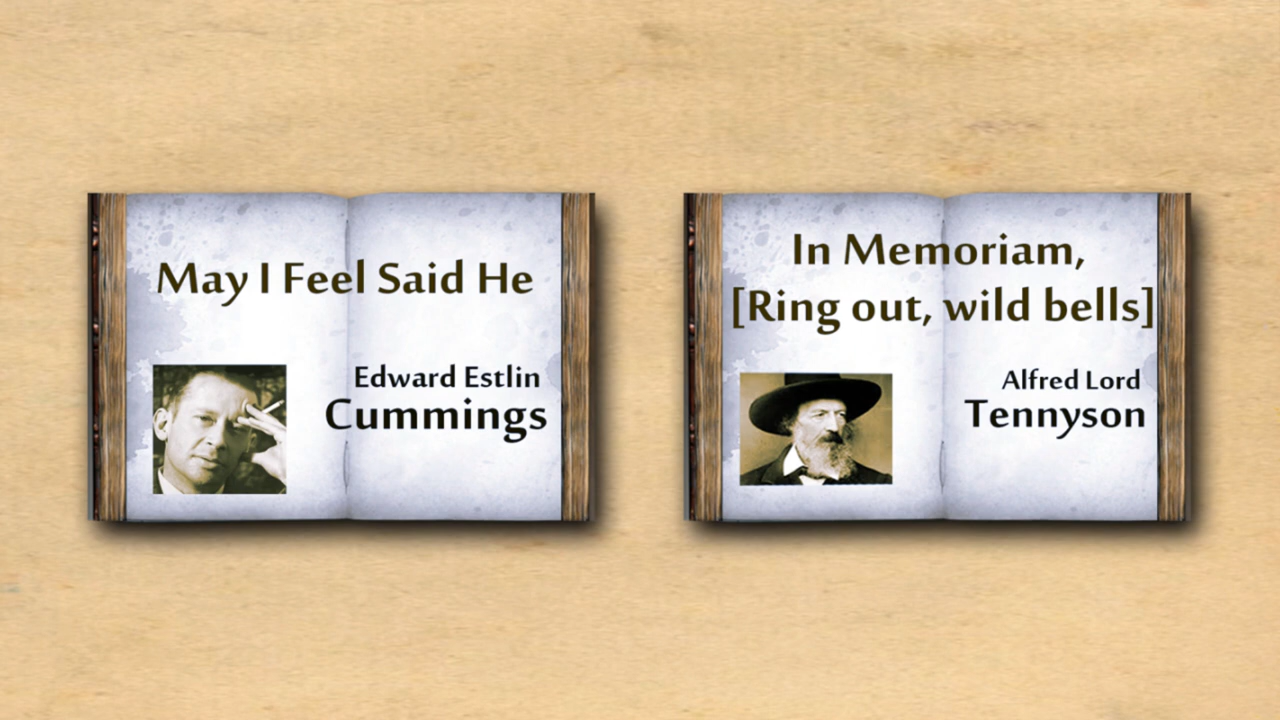 May I Feel Said He
Edward Estlin
Cummings
In Memoriam,
[Ring out, wild bells]
Alfred Lord
Tennyson